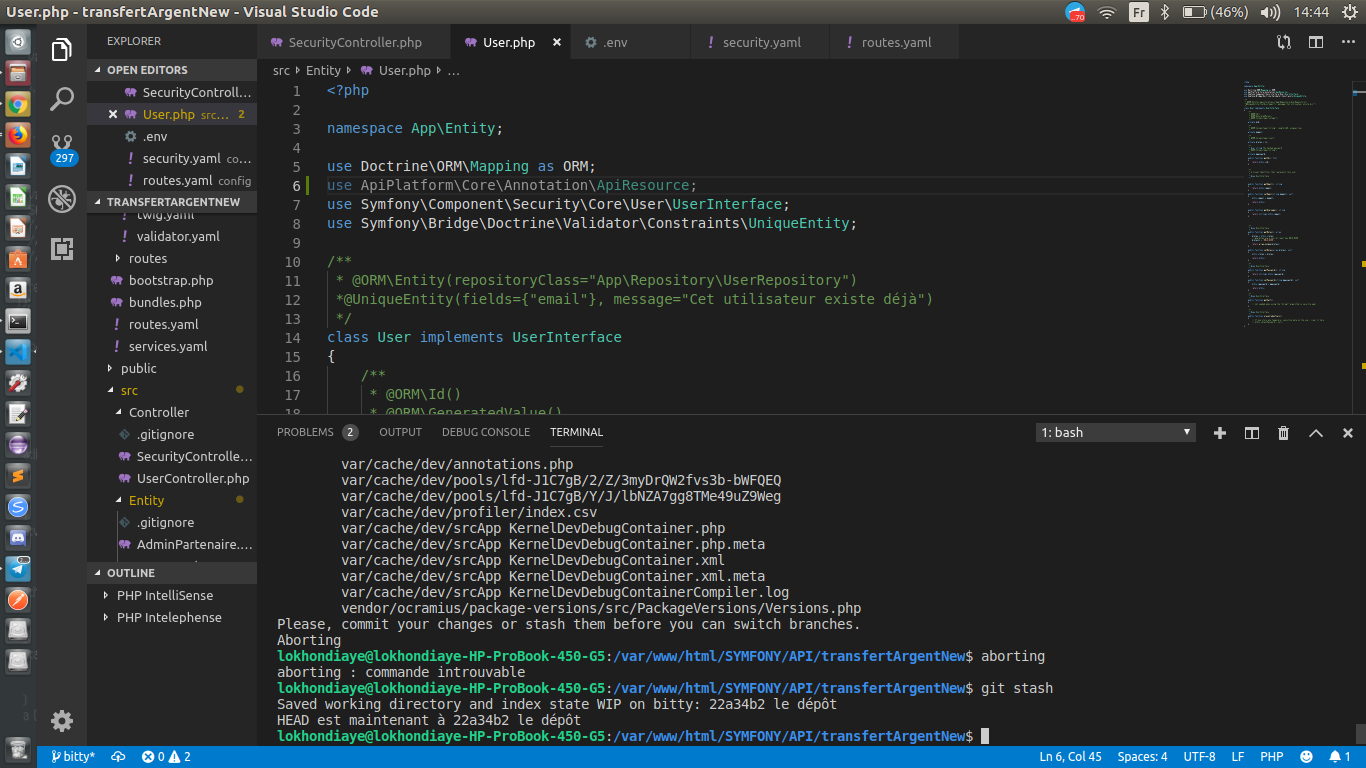 User.php - transfertArgentNew - Visual Studio Code
70
Fr
(46%)
14:44
EXPLORER
SecurityController.php
User.php
.env
security.yaml
routes.yaml
OPEN EDITORS
SecurityControll...
User.php src... 2
.env
security.yaml co...
routes.yaml config
297
TRANSFERTARGENTNEW
twig.yaml
validator.yaml
routes
bootstrap.php
bundles.php
routes.yaml
services.yaml
public
src
Controller
.gitignore
SecurityControlle...
UserController.php
Entity
.gitignore
AdminPartenaire....
OUTLINE
PHP IntelliSense
PHP Intelephense
src Entity User.php ...
1 <?php
2
3 namespace App\Entity;
4
5 use Doctrine\ORM\Mapping as ORM;
6 use ApiPlatform\Core\Annotation\ApiResource;
7 use Symfony\Component\Security\Core\User\UserInterface;
8 use Symfony\Bridge\Doctrine\Validator\Constraints\UniqueEntity;
9
10 /**
11 * @ORM\Entity(repositoryClass="App\Repository\UserRepository")
12 *@UniqueEntity(fields={"email"}, message="Cet utilisateur existe déjà")
13 */
14 class User implements UserInterface
15 {
16 /**
17 * @ORM\Id()
18 * @ORM\GeneratedValue()
PROBLEMS 2 OUTPUT DEBUG CONSOLE TERMINAL
1: bash
var/cache/dev/annotations.php
var/cache/dev/pools/lfd-J1C7gB/2/Z/3myDrQW2fvs3b-bWFQEQ
var/cache/dev/pools/lfd-J1C7gB/Y/J/lbNZA7gg8TMe49uZ9Weg
var/cache/dev/profiler/index.csv
var/cache/dev/srcApp KernelDevDebugContainer.php
var/cache/dev/srcApp KernelDevDebugContainer.php.meta
var/cache/dev/srcApp KernelDevDebugContainer.xml
var/cache/dev/srcApp KernelDevDebugContainer.xml.meta
var/cache/dev/srcApp KernelDevDebugContainerCompiler.log
vendor/ocramius/package-versions/src/PackageVersions/Versions.php
Please, commit your changes or stash them before you can switch branches.
Aborting
lokhondiaye@lokhondiaye-HP-ProBook-450-G5:/var/www/html/SYMFONY/API/transfertArgentNew$ aborting
aborting : commande introuvable
lokhondiaye@lokhondiaye-HP-ProBook-450-G5:/var/www/html/SYMFONY/API/transfertArgentNew$ git stash
Saved working directory and index state WIP on bitty: 22a34b2 le dépôt
HEAD est maintenant à 22a34b2 le dépôt
lokhondiaye@lokhondiaye-HP-ProBook-450-G5:/var/www/html/SYMFONY/API/transfertArgentNew$
bitty* 0 2
Ln 6, Col 45 Spaces: 4 UTF-8 LF PHP 1